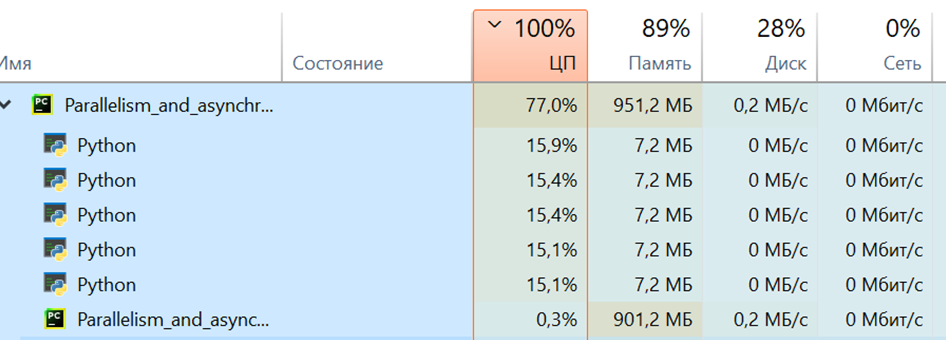 100% 89% 28% 0%
Имя Состояние ЦП Память Диск Сеть
PC Parallelism_and_asynchr... 77,0% 951,2 МБ 0,2 МБ/с 0 Мбит/с
Python 15,9% 7,2 МБ 0 МБ/с 0 Мбит/с
Python 15,4% 7,2 МБ 0 МБ/с 0 Мбит/с
Python 15,4% 7,2 МБ 0 МБ/с 0 Мбит/с
Python 15,1% 7,2 МБ 0 МБ/с 0 Мбит/с
Python 15,1% 7,2 МБ 0 МБ/с 0 Мбит/с
PC Parallelism_and_async... 0,3% 901,2 МБ 0,2 МБ/с 0 Мбит/с